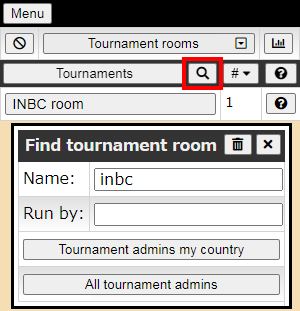 Menu
Tournament rooms
Tournaments # ?
INBC room 1 ?
Find tournament room
Name: inbc
Run by:
Tournament admins my country
All tournament admins